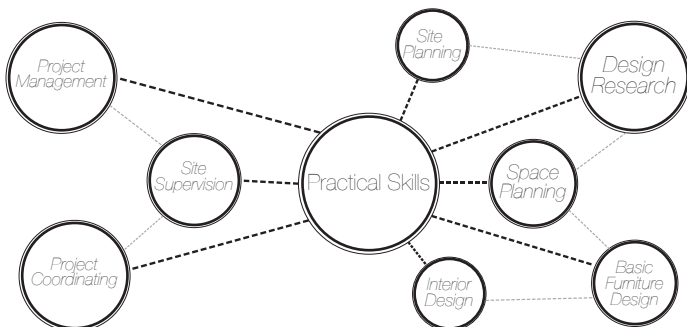 Site
Planning
Project
Management
Design
Research
Site
Supervision
Practical Skills
Space
Planning
Project
Coordinating
Interior
Design
Basic
Furniture
Design